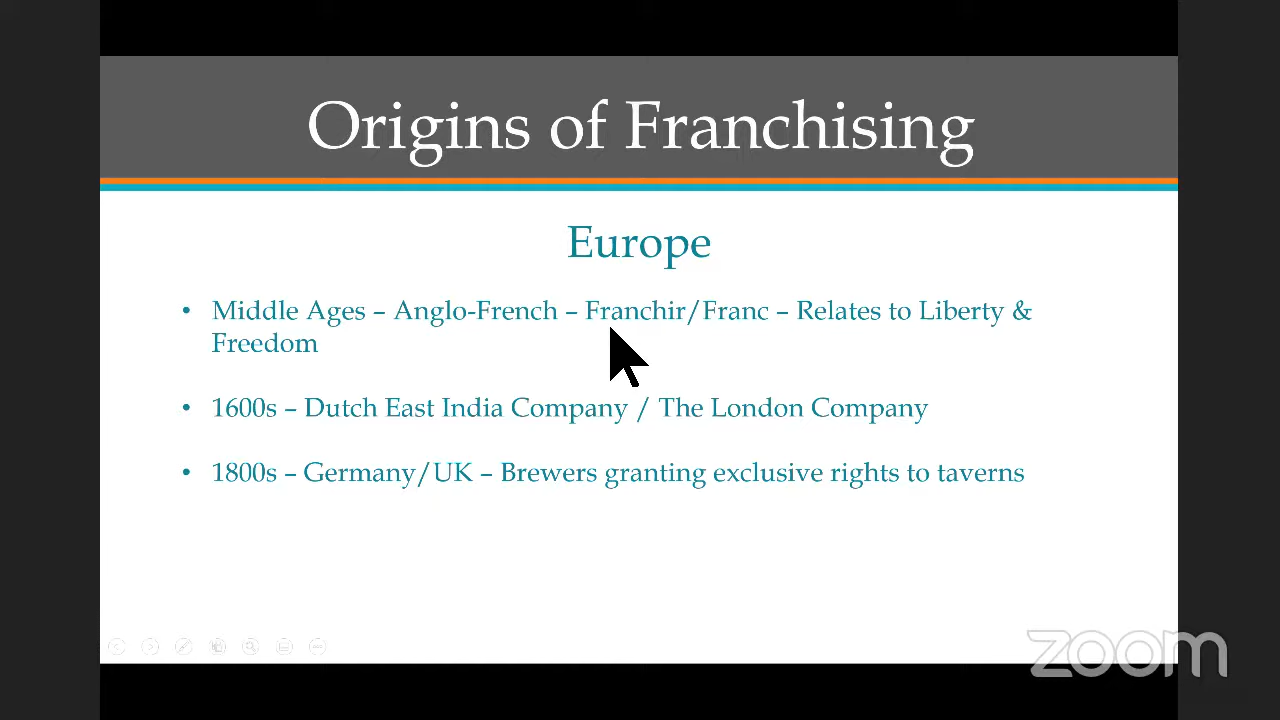 Origins of Franchising
Europe
• Middle Ages – Anglo-French – Franchir/Franc – Relates to Liberty &
Freedom
• 1600s – Dutch East India Company / The London Company
• 1800s – Germany/UK – Brewers granting exclusive rights to taverns
zoom